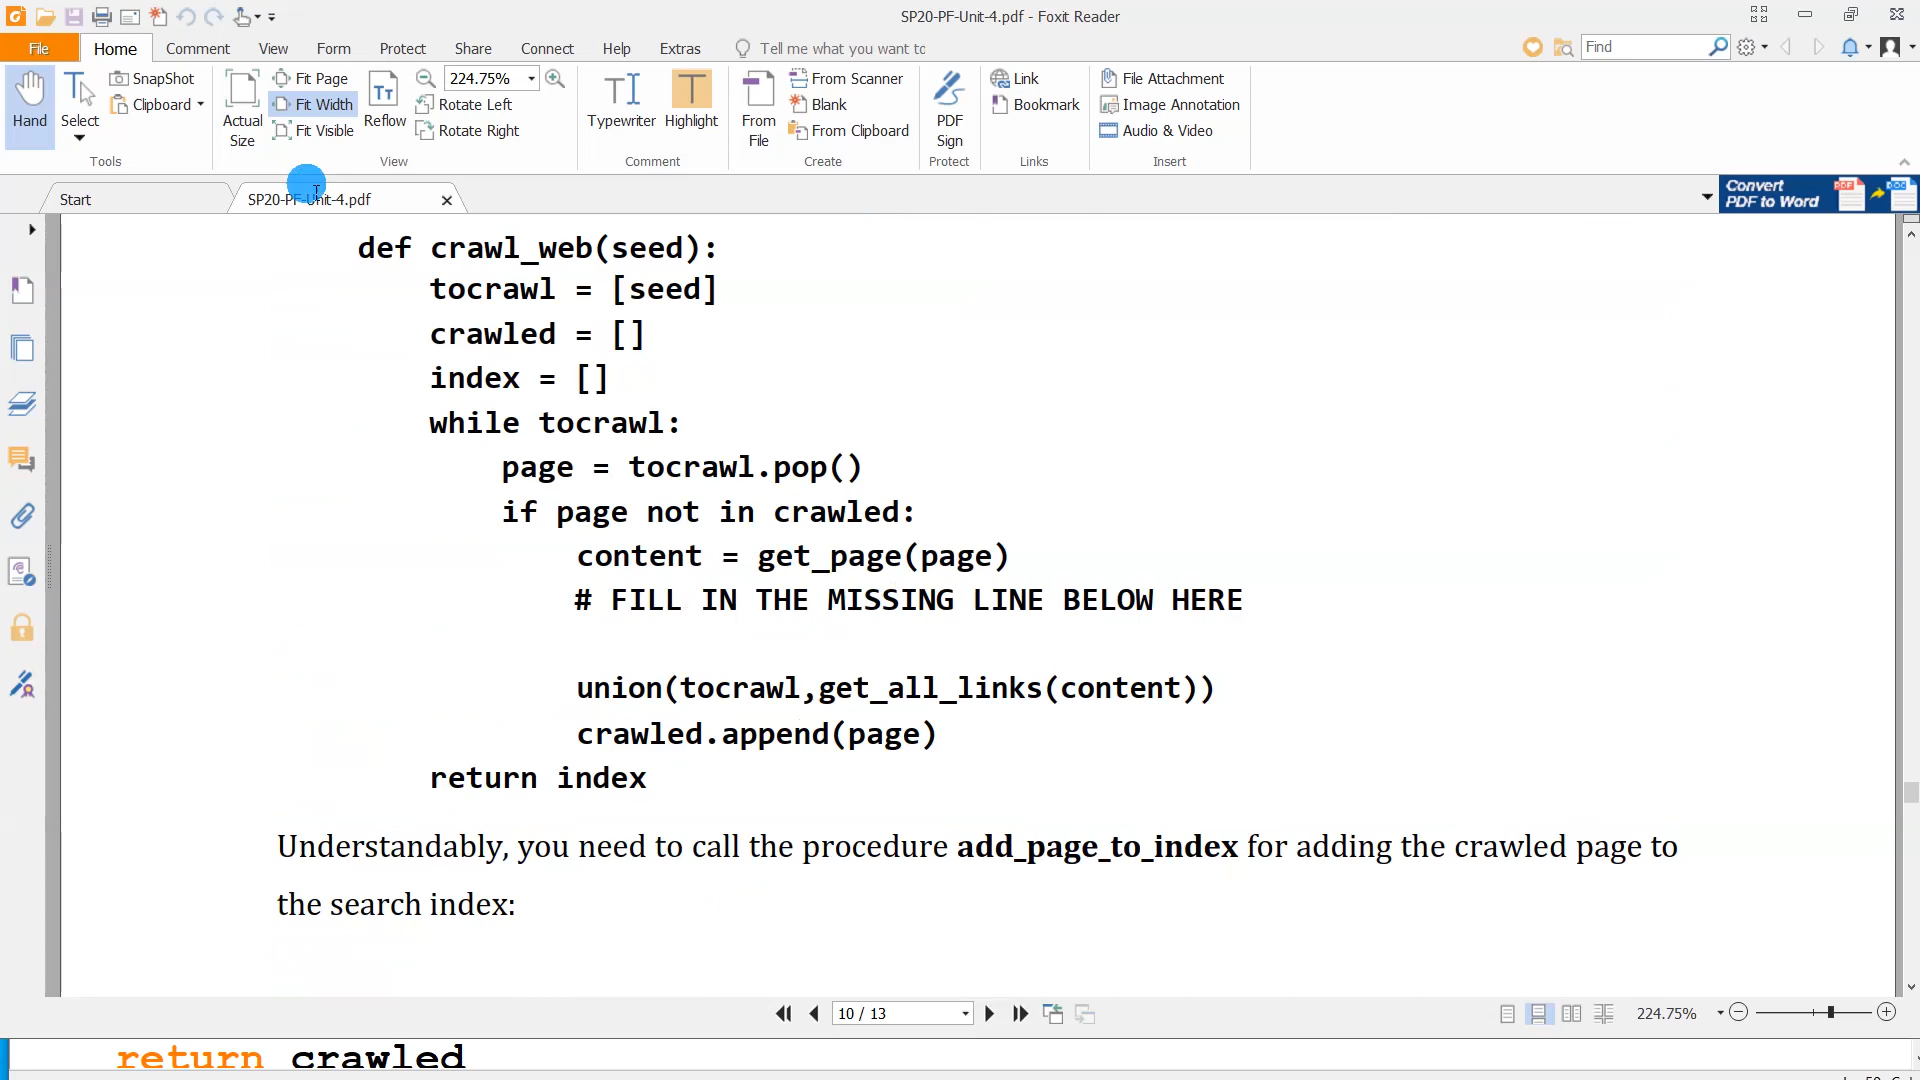 SP20-PF-Unit-4.pdf - Foxit Reader
File Home Comment View Form Protect Share Connect Help Extras Tell me what you want to Find
Hand
Select
SnapShot
Clipboard
Tools
Actual Size
Fit Page
Fit Width
Fit Visible
Reflow
224.75%
Rotate Left
Rotate Right
View
Typewriter
Highlight
Comment
From File
From Scanner
Blank
From Clipboard
Create
PDF Sign
Protect
Link
Bookmark
Links
File Attachment
Image Annotation
Audio & Video
Insert
Start
SP20-PF-Unit-4.pdf
Convert
PDF to Word
def crawl_web(seed):
tocrawl = [seed]
crawled = []
index = []
while tocrawl:
page = tocrawl.pop()
if page not in crawled:
content = get_page(page)
# FILL IN THE MISSING LINE BELOW HERE
union(tocrawl,get_all_links(content))
crawled.append(page)
return index
Understandably, you need to call the procedure add_page_to_index for adding the crawled page to
the search index:
10 / 13
224.75%
return crawled